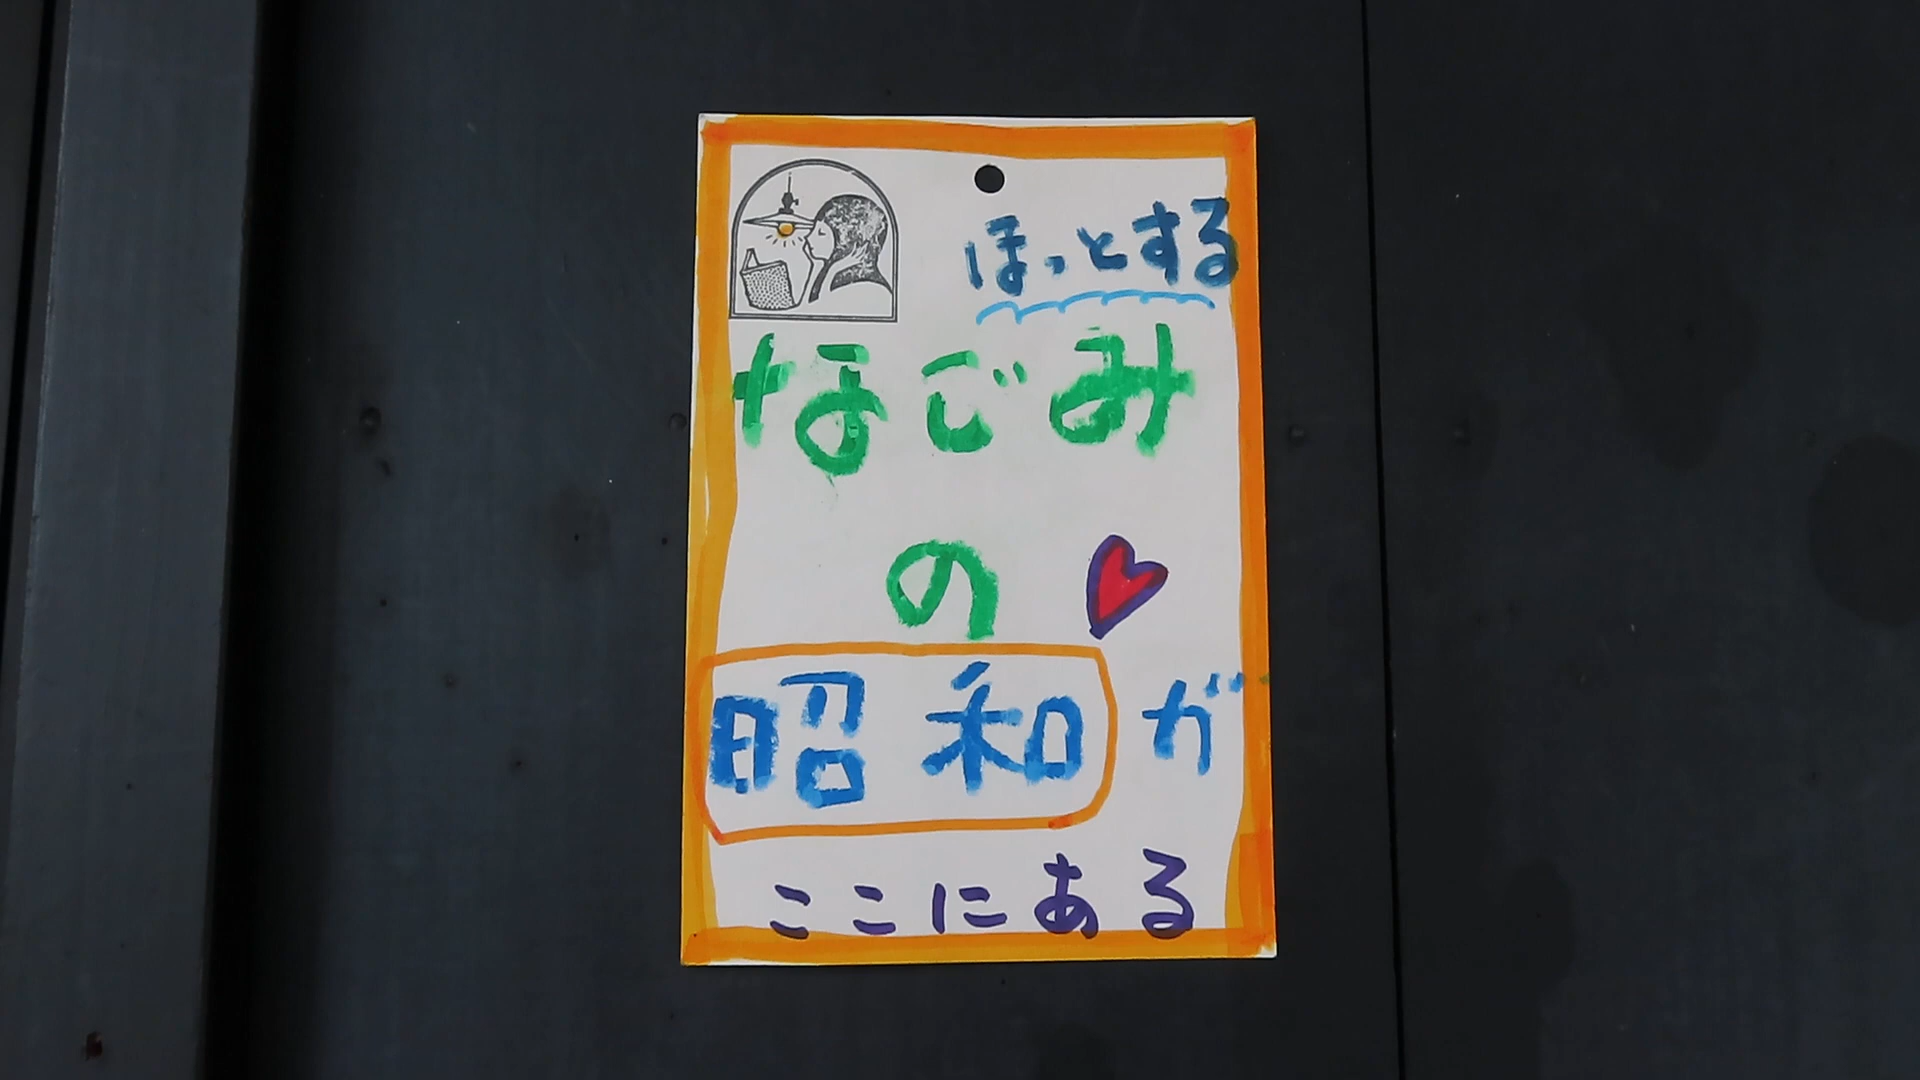 ほっとする
なごみ
の
昭和が
ここにある